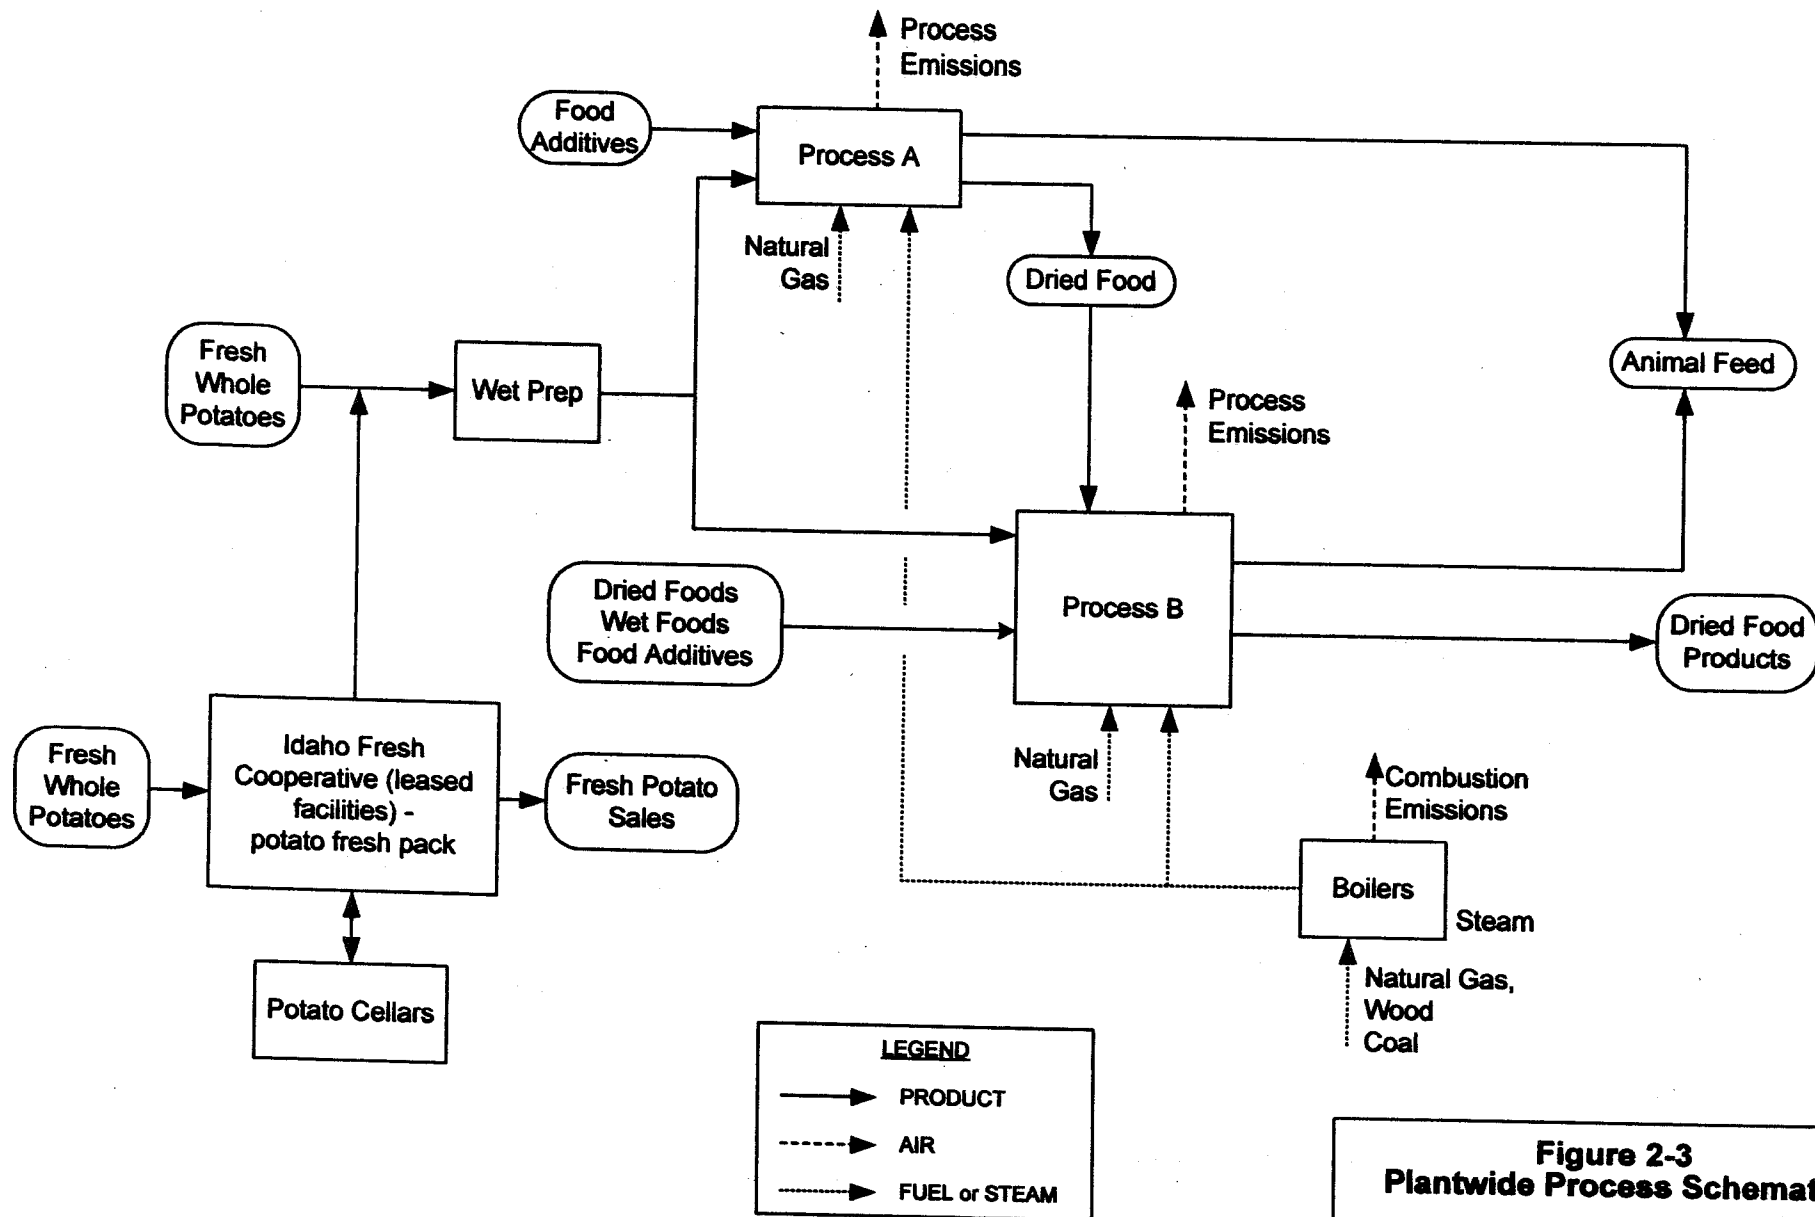 Process
Emissions
Food
Additives
Process A
Natural
Gas
Dried Food
Fresh
Whole
Potatoes
Wet Prep
Animal Feed
Process
Emissions
Dried Foods
Wet Foods
Food Additives
Process B
Dried Food
Products
Fresh
Whole
Potatoes
Idaho Fresh
Cooperative (leased
facilities) -
potato fresh pack
Fresh Potato
Sales
Natural
Gas
Combustion
Emissions
Boilers
Steam
Potato Cellars
Natural Gas,
Wood
Coal
LEGEND
PRODUCT
AIR
FUEL or STEAM
Figure 2-3
Plantwide Process Schemat